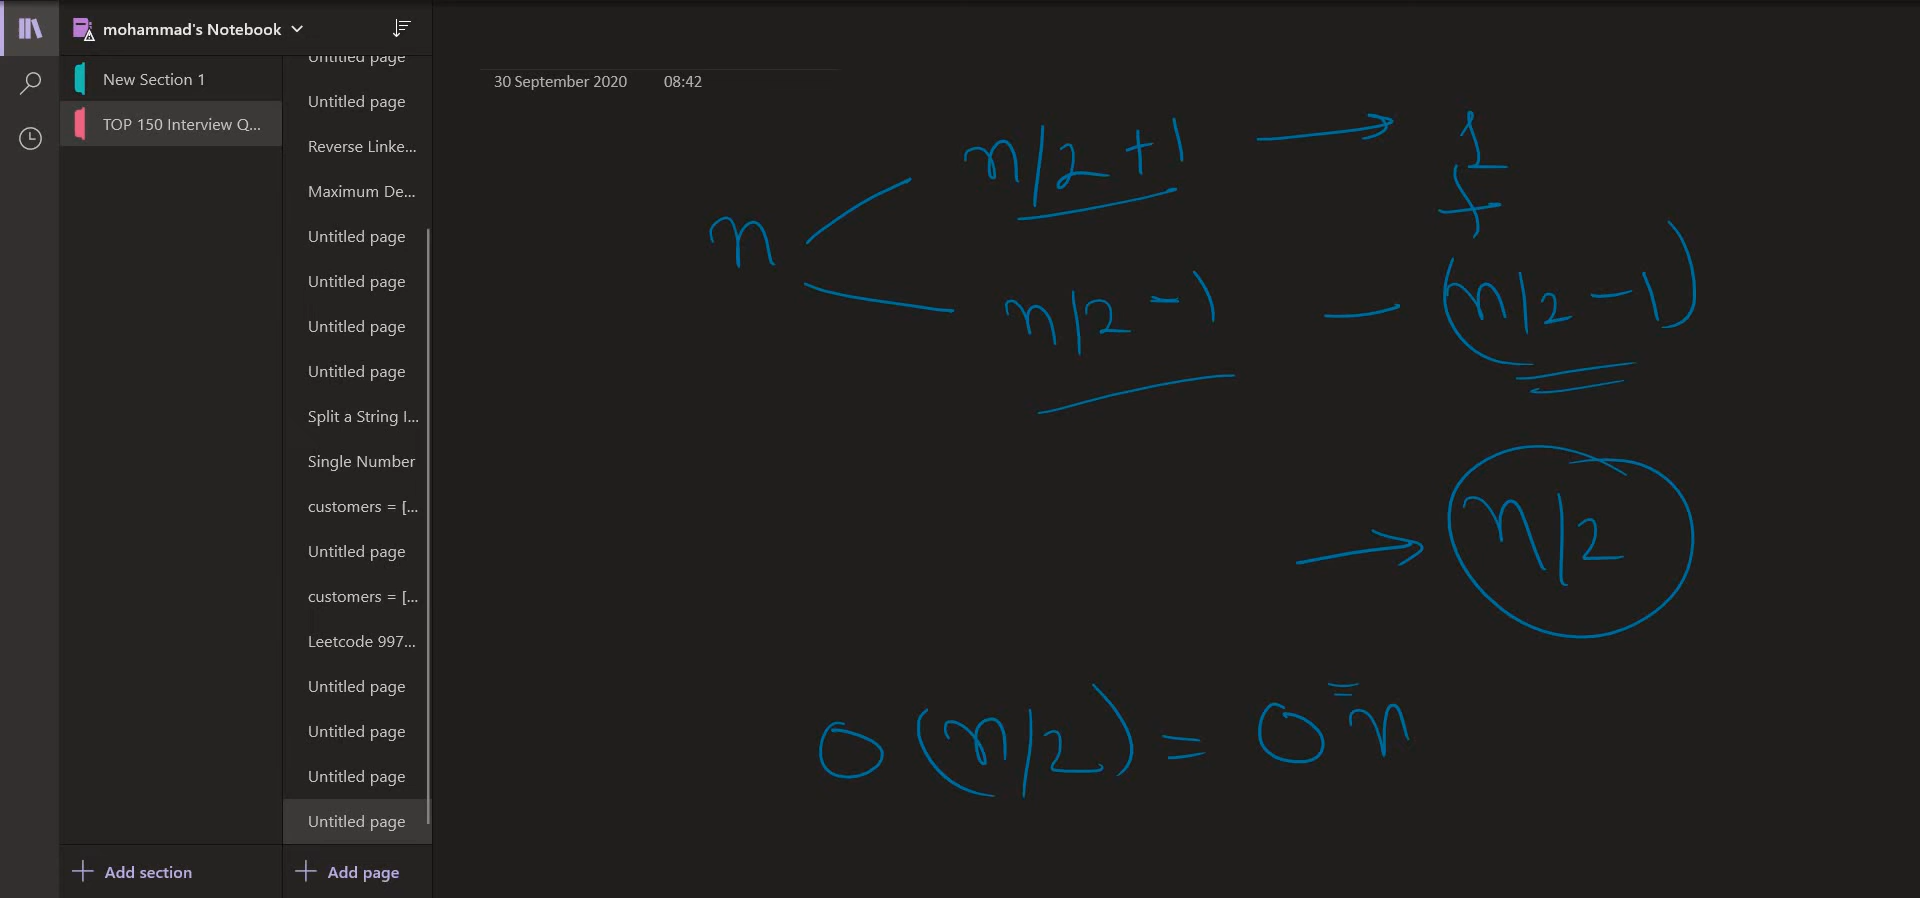 mohammad's Notebook
New Section 1
TOP 150 Interview Q...
Untitled page
Untitled page
Reverse Linke...
Maximum De...
Untitled page
Untitled page
Untitled page
Untitled page
Split a String I...
Single Number
customers = [...
Untitled page
customers = [...
Leetcode 997...
Untitled page
Untitled page
Untitled page
Untitled page
Add section
Add page
30 September 2020 08:42
n/2 + 1
1
n
n/2 - 1
(n/2 - 1)
n/2
O (n/2) = O n